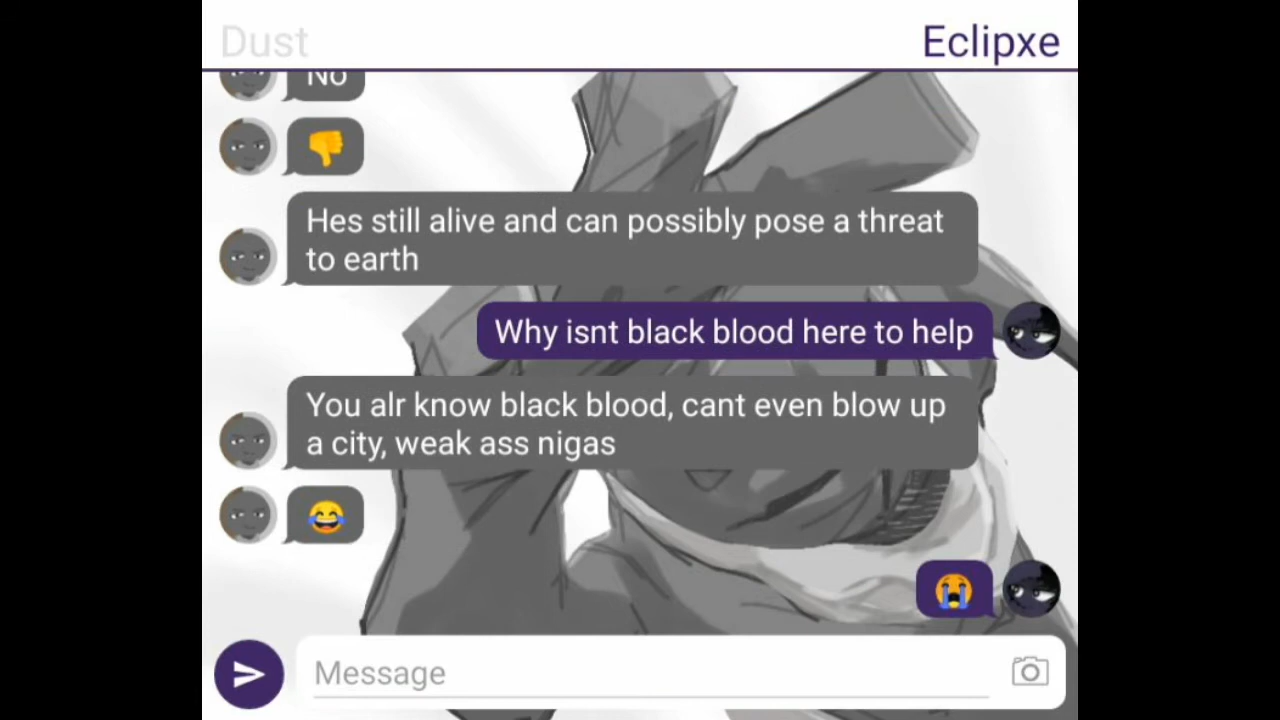 Dust
Eclipxe
No
👎
Hes still alive and can possibly pose a threat
to earth
Why isnt black blood here to help
You alr know black blood, cant even blow up
a city, weak ass nigas
😂
😭
Message